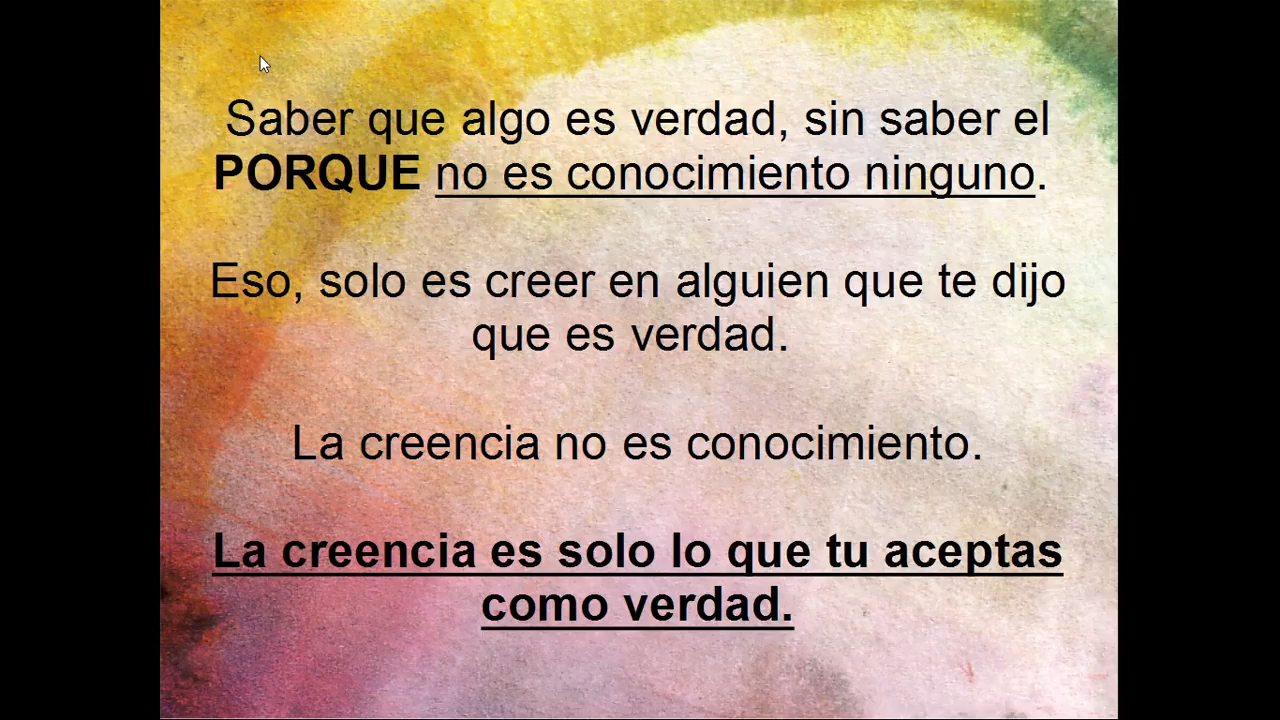 Saber que algo es verdad, sin saber el
PORQUE no es conocimiento ninguno.
Eso, solo es creer en alguien que te dijo
que es verdad.
La creencia no es conocimiento.
La creencia es solo lo que tu aceptas
como verdad.